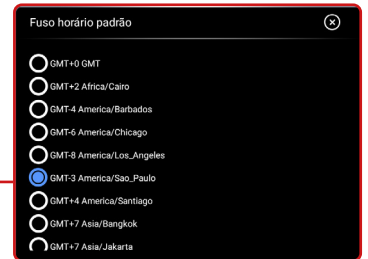 Fuso horário padrão
GMT+0 GMT
GMT+2 Africa/Cairo
GMT-4 America/Barbados
GMT-6 America/Chicago
GMT-8 America/Los_Angeles
GMT-3 America/Sao_Paulo
GMT+4 America/Santiago
GMT+7 Asia/Bangkok
GMT+7 Asia/Jakarta